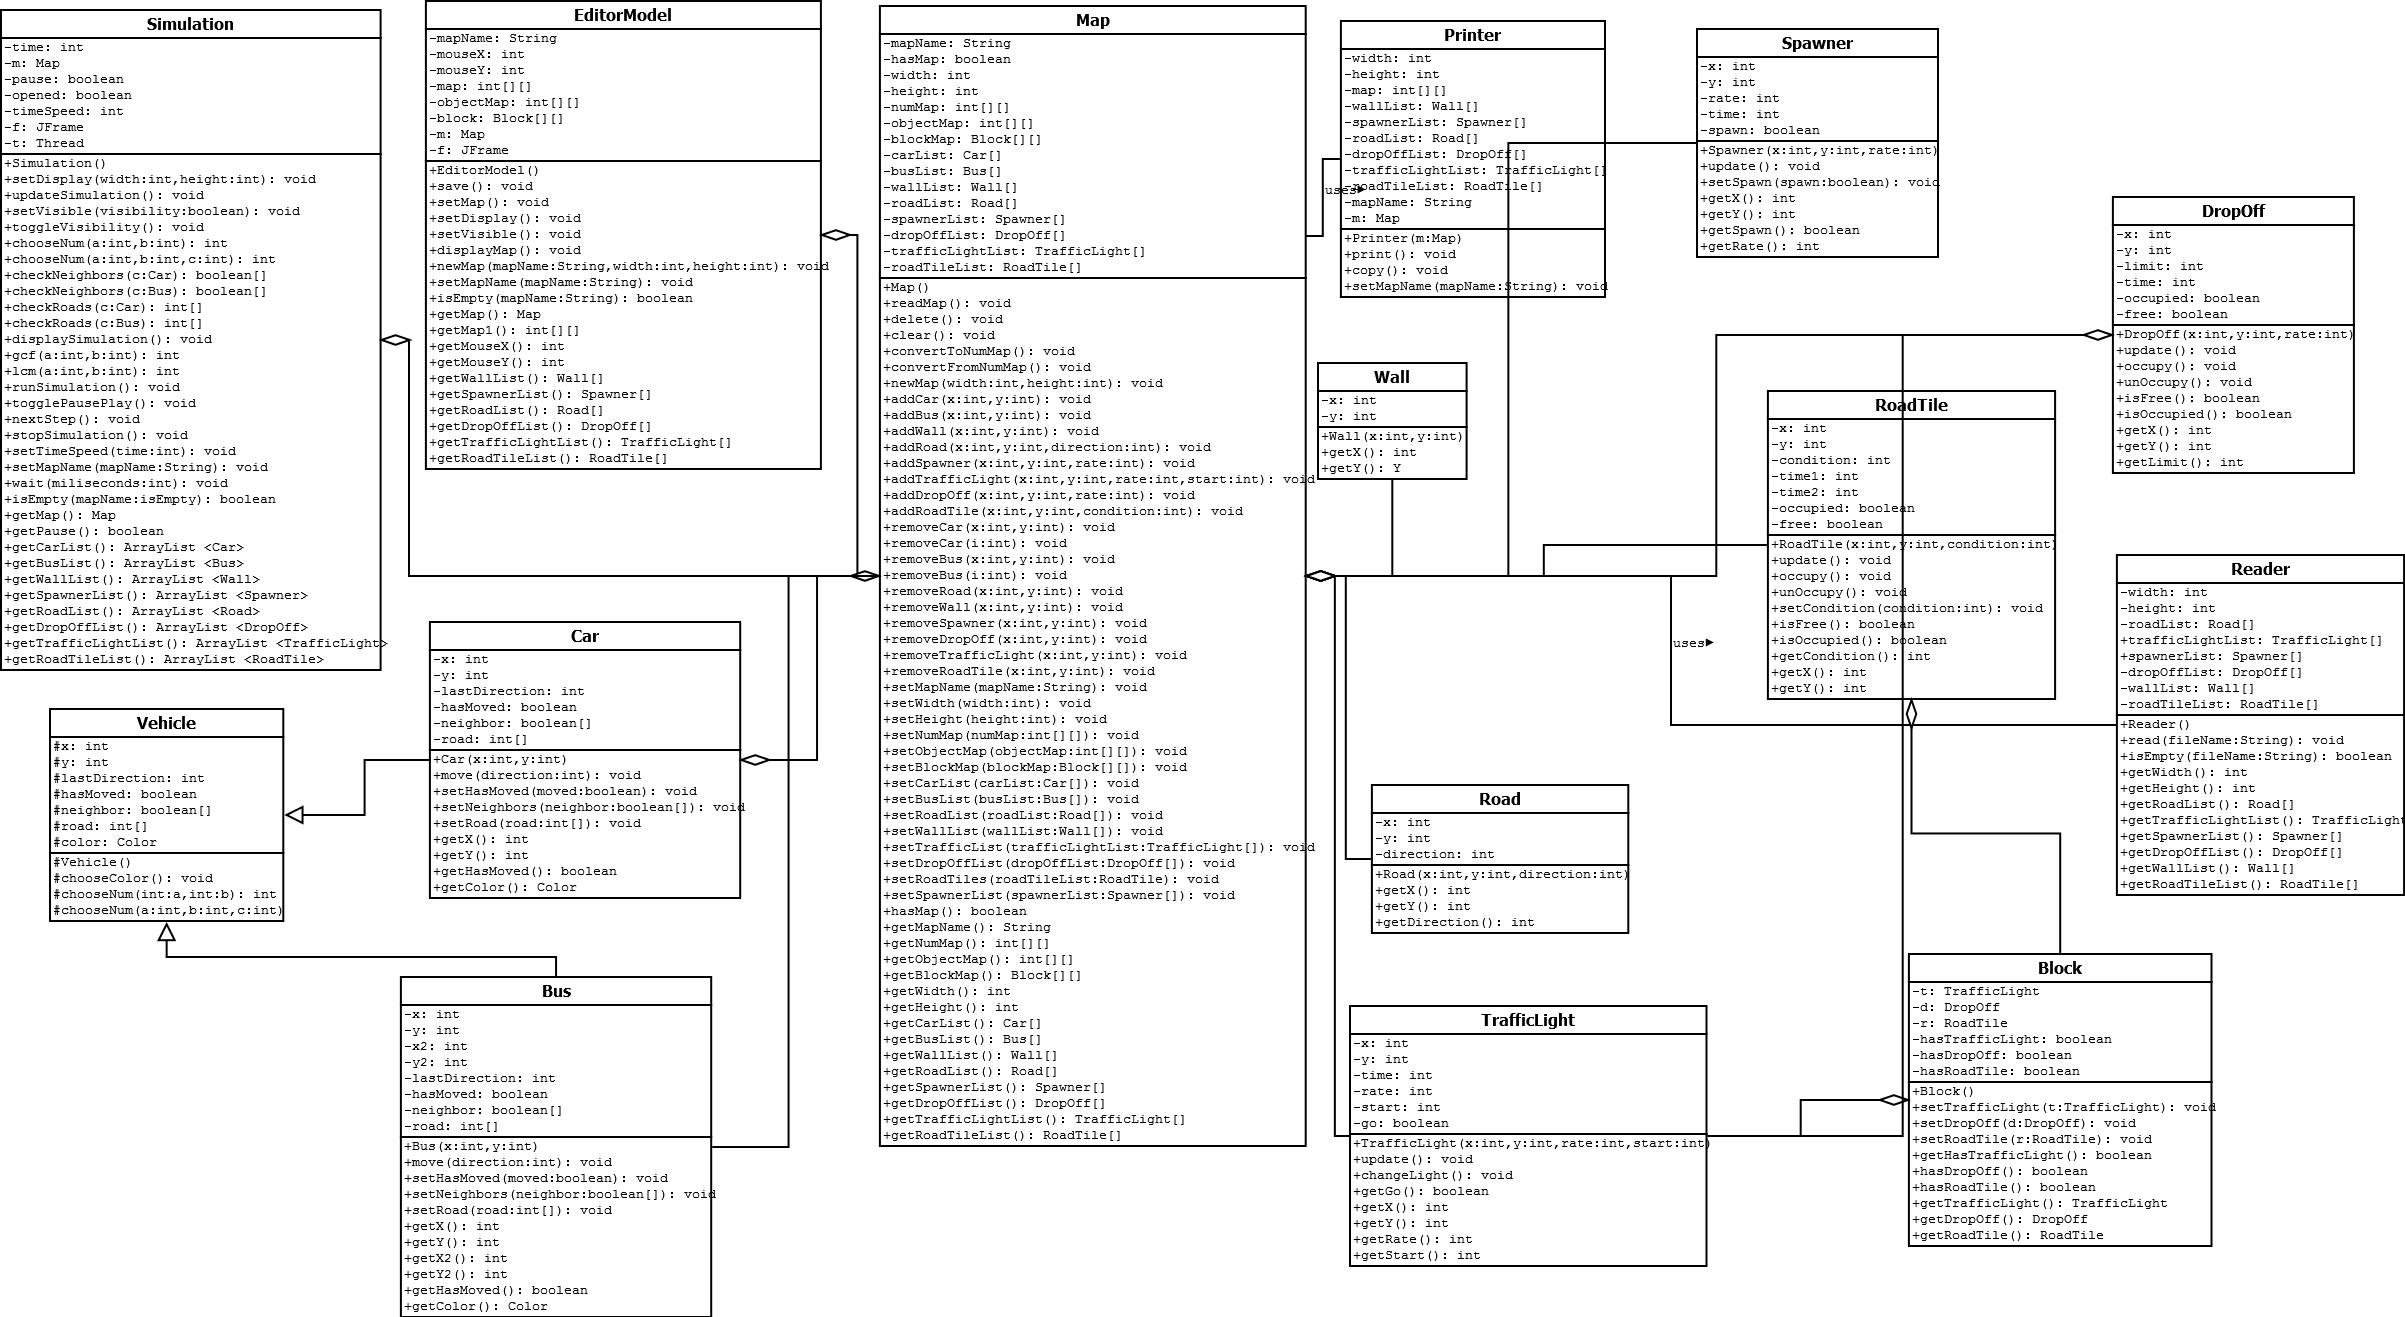 Simulation
-time: int
-m: Map
-pause: boolean
-opened: boolean
-timeSpeed: int
-f: JFrame
-t: Thread
+Simulation()
+setDisplay(width:int,height:int): void
+updateSimulation(): void
+setVisible(visibility:boolean): void
+toggleVisibility(): void
+chooseNum(a:int,b:int): int
+chooseNum(a:int,b:int,c:int): int
+checkNeighbors(c:Car): boolean[]
+checkNeighbors(c:Bus): boolean[]
+checkRoads(c:Car): int[]
+checkRoads(c:Bus): int[]
+displaySimulation(): void
+gcf(a:int,b:int): int
+lcm(a:int,b:int): int
+runSimulation(): void
+togglePausePlay(): void
+nextStep(): void
+stopSimulation(): void
+setTimeSpeed(time:int): void
+setMapName(mapName:String): void
+wait(miliseconds:int): void
+isEmpty(mapName:isEmpty): boolean
+getMap(): Map
+getPause(): boolean
+getCarList(): ArrayList <Car>
+getBusList(): ArrayList <Bus>
+getWallList(): ArrayList <Wall>
+getSpawnerList(): ArrayList <Spawner>
+getRoadList(): ArrayList <Road>
+getDropOffList(): ArrayList <DropOff>
+getTrafficLightList(): ArrayList <TrafficLight>
+getRoadTileList(): ArrayList <RoadTile>
EditorModel
-mapName: String
-mouseX: int
-mouseY: int
-map: int[][]
-objectMap: int[][]
-block: Block[][]
-m: Map
-f: JFrame
+EditorModel()
+save(): void
+setMap(): void
+setDisplay(): void
+setVisible(): void
+displayMap(): void
+newMap(mapName:String,width:int,height:int): void
+setMapName(mapName:String): void
+isEmpty(mapName:String): boolean
+getMap(): Map
+getMap1(): int[][]
+getMouseX(): int
+getMouseY(): int
+getWallList(): Wall[]
+getSpawnerList(): Spawner[]
+getRoadList(): Road[]
+getDropOffList(): DropOff[]
+getTrafficLightList(): TrafficLight[]
+getRoadTileList(): RoadTile[]
Map
-mapName: String
-hasMap: boolean
-width: int
-height: int
-numMap: int[][]
-objectMap: int[][]
-blockMap: Block[][]
-carList: Car[]
-busList: Bus[]
-wallList: Wall[]
-roadList: Road[]
-spawnerList: Spawner[]
-dropOffList: DropOff[]
-trafficLightList: TrafficLight[]
-roadTileList: RoadTile[]
+Map()
+readMap(): void
+delete(): void
+clear(): void
+convertToNumMap(): void
+convertFromNumMap(): void
+newMap(width:int,height:int): void
+addCar(x:int,y:int): void
+addBus(x:int,y:int): void
+addWall(x:int,y:int): void
+addRoad(x:int,y:int,direction:int): void
+addSpawner(x:int,y:int,rate:int): void
+addTrafficLight(x:int,y:int,rate:int,start:int): void
+addDropOff(x:int,y:int,rate:int): void
+addRoadTile(x:int,y:int,condition:int): void
+removeCar(x:int,y:int): void
+removeCar(i:int): void
+removeBus(x:int,y:int): void
+removeBus(i:int): void
+removeRoad(x:int,y:int): void
+removeWall(x:int,y:int): void
+removeSpawner(x:int,y:int): void
+removeDropOff(x:int,y:int): void
+removeTrafficLight(x:int,y:int): void
+removeRoadTile(x:int,y:int): void
+setMapName(mapName:String): void
+setWidth(width:int): void
+setHeight(height:int): void
+setNumMap(numMap:int[][]): void
+setObjectMap(objectMap:int[][]): void
+setBlockMap(blockMap:Block[][]): void
+setCarList(carList:Car[]): void
+setBusList(busList:Bus[]): void
+setRoadList(roadList:Road[]): void
+setWallList(wallList:Wall[]): void
+setTrafficList(trafficLightList:TrafficLight[]): void
+setDropOffList(dropOffList:DropOff[]): void
+setRoadTiles(roadTileList:RoadTile): void
+setSpawnerList(spawnerList:Spawner[]): void
+hasMap(): boolean
+getMapName(): String
+getNumMap(): int[][]
+getObjectMap(): int[][]
+getBlockMap(): Block[][]
+getWidth(): int
+getHeight(): int
+getCarList(): Car[]
+getBusList(): Bus[]
+getWallList(): Wall[]
+getRoadList(): Road[]
+getSpawnerList(): Spawner[]
+getDropOffList(): DropOff[]
+getTrafficLightList(): TrafficLight[]
+getRoadTileList(): RoadTile[]
Printer
-width: int
-height: int
-map: int[][]
-wallList: Wall[]
-spawnerList: Spawner[]
-roadList: Road[]
-dropOffList: DropOff[]
-trafficLightList: TrafficLight[]
-roadTileList: RoadTile[]
-mapName: String
-m: Map
+Printer(m:Map)
+print(): void
+copy(): void
+setMapName(mapName:String): void
uses▶
Spawner
-x: int
-y: int
-rate: int
-time: int
-spawn: boolean
+Spawner(x:int,y:int,rate:int)
+update(): void
+setSpawn(spawn:boolean): void
+getX(): int
+getY(): int
+getSpawn(): boolean
+getRate(): int
DropOff
-x: int
-y: int
-limit: int
-time: int
-occupied: boolean
-free: boolean
+DropOff(x:int,y:int,rate:int)
+update(): void
+occupy(): void
+unOccupy(): void
+isFree(): boolean
+isOccupied(): boolean
+getX(): int
+getY(): int
+getLimit(): int
Wall
-x: int
-y: int
+Wall(x:int,y:int)
+getX(): int
+getY(): Y
RoadTile
-x: int
-y: int
-condition: int
-time1: int
-time2: int
-occupied: boolean
-free: boolean
+RoadTile(x:int,y:int,condition:int)
+update(): void
+occupy(): void
+unOccupy(): void
+setCondition(condition:int): void
+isFree(): boolean
+isOccupied(): boolean
+getCondition(): int
+getX(): int
+getY(): int
uses▶
Reader
-width: int
-height: int
-roadList: Road[]
+trafficLightList: TrafficLight[]
+spawnerList: Spawner[]
-dropOffList: DropOff[]
-wallList: Wall[]
-roadTileList: RoadTile[]
+Reader()
+read(fileName:String): void
+isEmpty(fileName:String): boolean
+getWidth(): int
+getHeight(): int
+getRoadList(): Road[]
+getTrafficLightList(): TrafficLight
+getSpawnerList(): Spawner[]
+getDropOffList(): DropOff[]
+getWallList(): Wall[]
+getRoadTileList(): RoadTile[]
Car
-x: int
-y: int
-lastDirection: int
-hasMoved: boolean
-neighbor: boolean[]
-road: int[]
+Car(x:int,y:int)
+move(direction:int): void
+setHasMoved(moved:boolean): void
+setNeighbors(neighbor:boolean[]): void
+setRoad(road:int[]): void
+getX(): int
+getY(): int
+getHasMoved(): boolean
+getColor(): Color
Vehicle
#x: int
#y: int
#lastDirection: int
#hasMoved: boolean
#neighbor: boolean[]
#road: int[]
#color: Color
#Vehicle()
#chooseColor(): void
#chooseNum(int:a,int:b): int
#chooseNum(a:int,b:int,c:int)
Road
-x: int
-y: int
-direction: int
+Road(x:int,y:int,direction:int)
+getX(): int
+getY(): int
+getDirection(): int
Bus
-x: int
-y: int
-x2: int
-y2: int
-lastDirection: int
-hasMoved: boolean
-neighbor: boolean[]
-road: int[]
+Bus(x:int,y:int)
+move(direction:int): void
+setHasMoved(moved:boolean): void
+setNeighbors(neighbor:boolean[]): void
+setRoad(road:int[]): void
+getX(): int
+getY(): int
+getX2(): int
+getY2(): int
+getHasMoved(): boolean
+getColor(): Color
TrafficLight
-x: int
-y: int
-time: int
-rate: int
-start: int
-go: boolean
+TrafficLight(x:int,y:int,rate:int,start:int)
+update(): void
+changeLight(): void
+getGo(): boolean
+getX(): int
+getY(): int
+getRate(): int
+getStart(): int
Block
-t: TrafficLight
-d: DropOff
-r: RoadTile
-hasTrafficLight: boolean
-hasDropOff: boolean
-hasRoadTile: boolean
+Block()
+setTrafficLight(t:TrafficLight): void
+setDropOff(d:DropOff): void
+setRoadTile(r:RoadTile): void
+getHasTrafficLight(): boolean
+hasDropOff(): boolean
+hasRoadTile(): boolean
+getTrafficLight(): TrafficLight
+getDropOff(): DropOff
+getRoadTile(): RoadTile